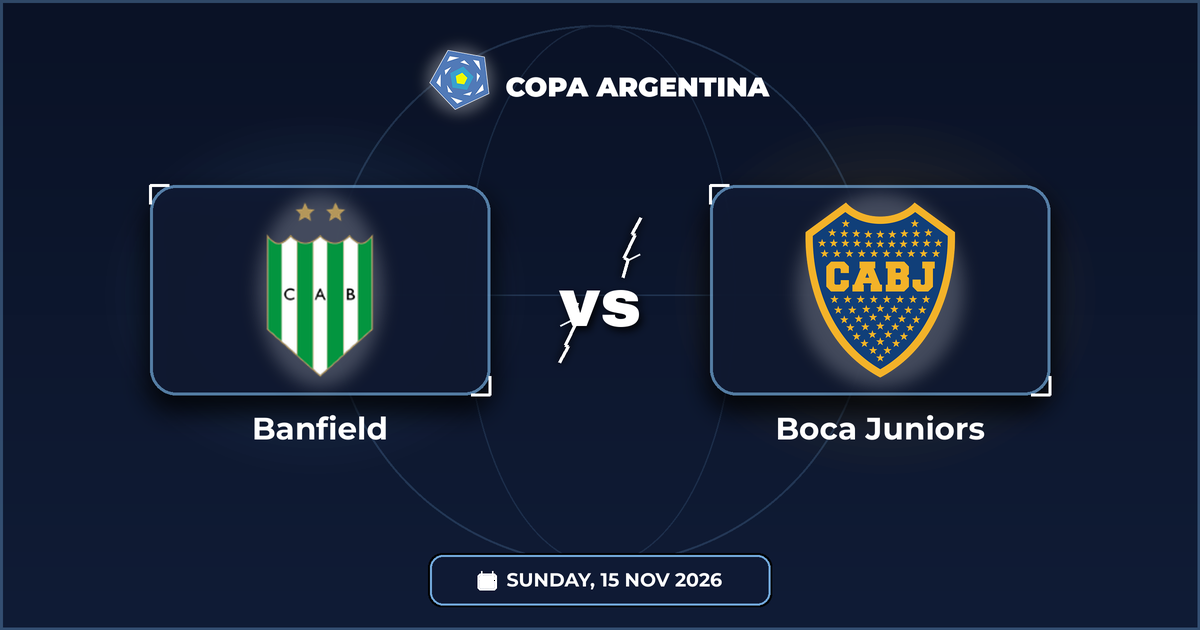 COPA ARGENTINA
C A B
VS
CABJ
Banfield
Boca Juniors
SUNDAY, 15 NOV 2026